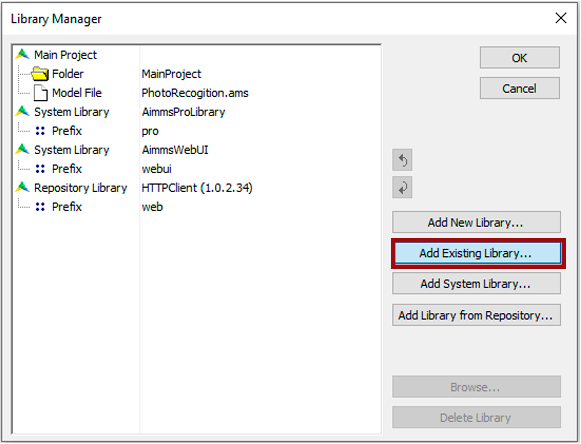 Library Manager
Main Project
Folder MainProject
Model File PhotoRecogition.ams
System Library AimmsProLibrary
Prefix pro
System Library AimmsWebUI
Prefix webui
Repository Library HTTPClient (1.0.2.34)
Prefix web
OK
Cancel
Add New Library...
Add Existing Library...
Add System Library...
Add Library from Repository...
Browse...
Delete Library